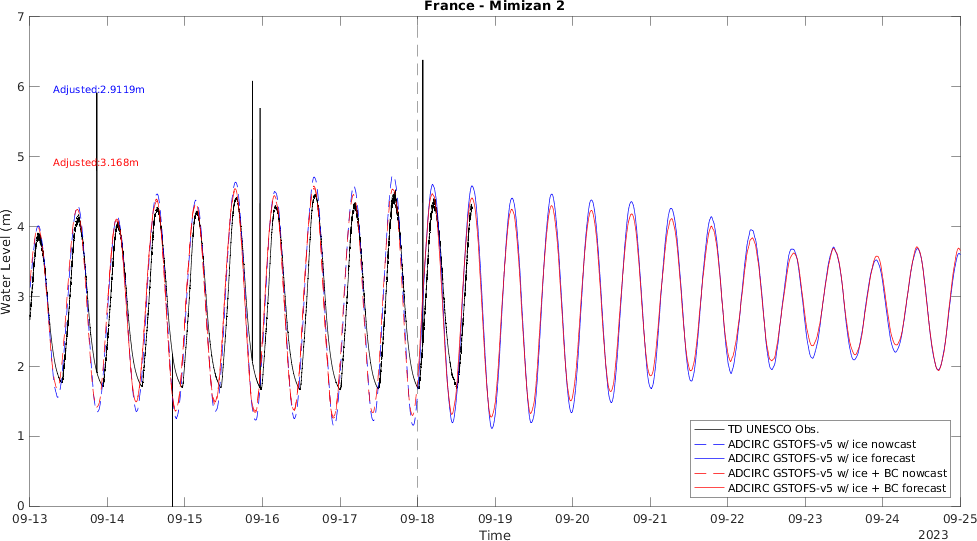 France - Mimizan 2
7
6
5
4
3
2
1
0
Water Level (m)
Adjusted:2.9119m
Adjusted:3.168m
TD UNESCO Obs.
ADCIRC GSTOFS-v5 w/ ice nowcast
ADCIRC GSTOFS-v5 w/ ice forecast
ADCIRC GSTOFS-v5 w/ ice + BC nowcast
ADCIRC GSTOFS-v5 w/ ice + BC forecast
09-13 09-14 09-15 09-16 09-17 09-18 09-19 09-20 09-21 09-22 09-23 09-24 09-25
Time
2023